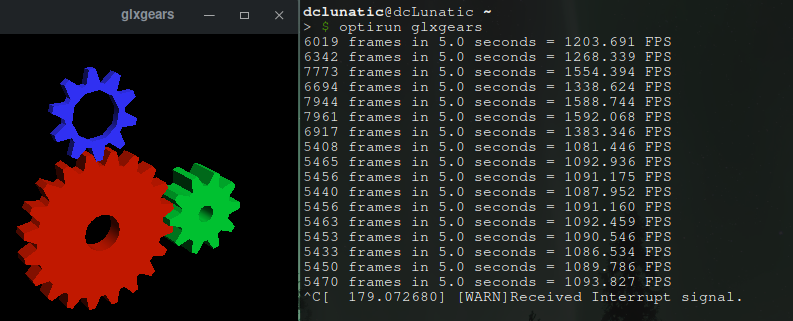 glxgears
dclunatic@dcLunatic ~
> $ optirun glxgears
6019 frames in 5.0 seconds = 1203.691 FPS
6342 frames in 5.0 seconds = 1268.339 FPS
7773 frames in 5.0 seconds = 1554.394 FPS
6694 frames in 5.0 seconds = 1338.624 FPS
7944 frames in 5.0 seconds = 1588.744 FPS
7961 frames in 5.0 seconds = 1592.068 FPS
6917 frames in 5.0 seconds = 1383.346 FPS
5408 frames in 5.0 seconds = 1081.446 FPS
5465 frames in 5.0 seconds = 1092.936 FPS
5456 frames in 5.0 seconds = 1091.175 FPS
5440 frames in 5.0 seconds = 1087.952 FPS
5456 frames in 5.0 seconds = 1091.160 FPS
5463 frames in 5.0 seconds = 1092.459 FPS
5453 frames in 5.0 seconds = 1090.546 FPS
5433 frames in 5.0 seconds = 1086.534 FPS
5450 frames in 5.0 seconds = 1089.786 FPS
5470 frames in 5.0 seconds = 1093.827 FPS
^C[  179.072680] [WARN]Received Interrupt signal.